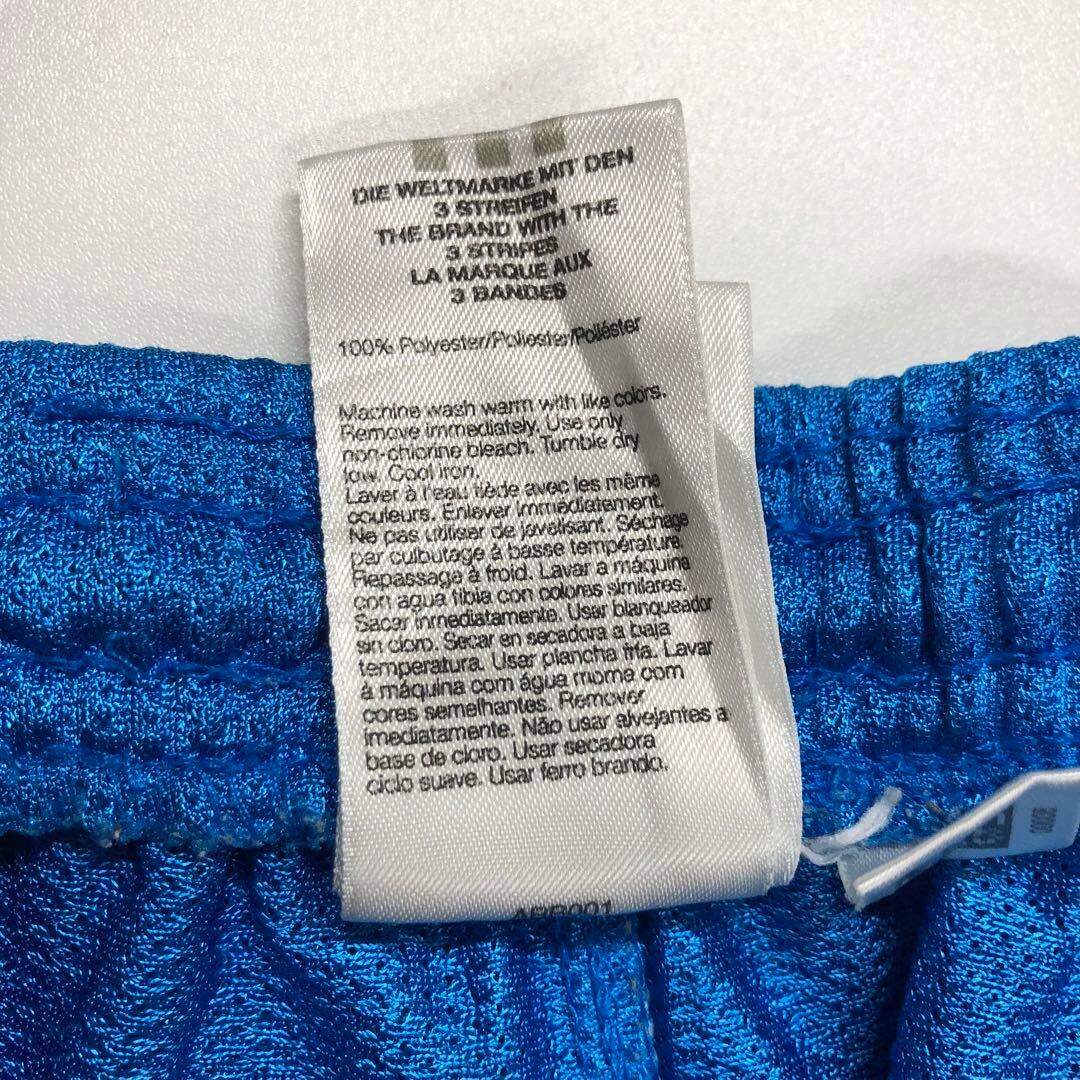 DIE WELTMARKE MIT DEN
3 STREIFEN
THE BRAND WITH THE
3 STRIPES
LA MARQUE AUX
3 BANDES
100% Polyester/Poliester/Poliéster
Machine wash warm with like colors.
Remove immediately. Use only
non-chlorine bleach. Tumble dry
low. Cool iron.
Laver à l'eau tiède avec les même
couleurs. Enlever immédiatement.
Ne pas utiliser de javelisant. Séchage
par culbutage à basse température
Repassage à froid. Lavar a máquina
con agua tibia con colores similares.
Sacar inmediatamente. Usar blanqueador
sin cloro. Secar en secadora a baja
temperatura. Usar plancha fría. Lavar
à máquina com água morna com
cores semelhantes. Remover
imediatamente. Não usar alvejantes a
base de cloro. Usar secadora
ciclo suave. Usar ferro brando.